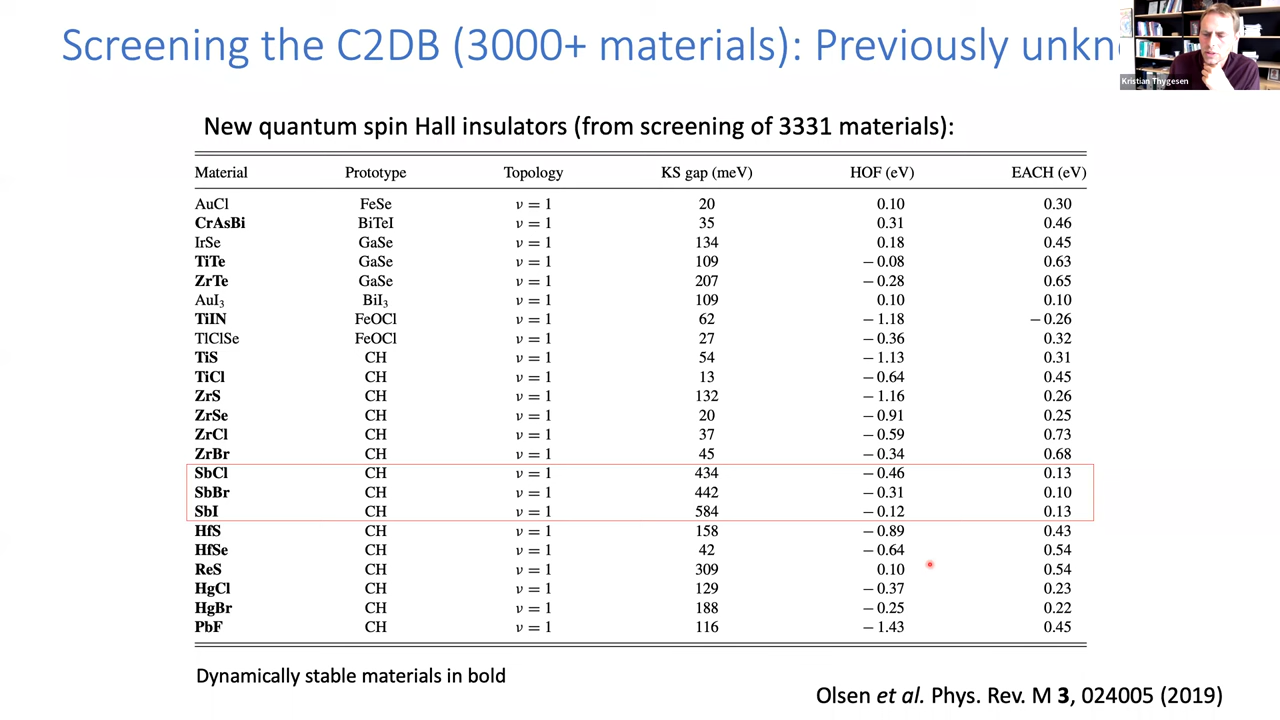 Screening the C2DB (3000+ materials): Previously unkn
Kristian Thygesen
New quantum spin Hall insulators (from screening of 3331 materials):
Material Prototype Topology KS gap (meV) HOF (eV) EACH (eV)
AuCl FeSe ν = 1 20 0.10 0.30
CrAsBi BiTeI ν = 1 35 0.31 0.46
IrSe GaSe ν = 1 134 0.18 0.45
TiTe GaSe ν = 1 109 − 0.08 0.63
ZrTe GaSe ν = 1 207 − 0.28 0.65
AuI₃ BiI₃ ν = 1 109 0.10 0.10
TiIN FeOCl ν = 1 62 − 1.18 − 0.26
TlClSe FeOCl ν = 1 27 − 0.36 0.32
TiS CH ν = 1 54 − 1.13 0.31
TiCl CH ν = 1 13 − 0.64 0.45
ZrS CH ν = 1 132 − 1.16 0.26
ZrSe CH ν = 1 20 − 0.91 0.25
ZrCl CH ν = 1 37 − 0.59 0.73
ZrBr CH ν = 1 45 − 0.34 0.68
SbCl CH ν = 1 434 − 0.46 0.13
SbBr CH ν = 1 442 − 0.31 0.10
SbI CH ν = 1 584 − 0.12 0.13
HfS CH ν = 1 158 − 0.89 0.43
HfSe CH ν = 1 42 − 0.64 0.54
ReS CH ν = 1 309 0.10 0.54
HgCl CH ν = 1 129 − 0.37 0.23
HgBr CH ν = 1 188 − 0.25 0.22
PbF CH ν = 1 116 − 1.43 0.45
Dynamically stable materials in bold
Olsen et al. Phys. Rev. M 3, 024005 (2019)